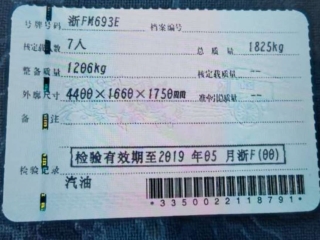 号牌号码 浙FM693E 档案编号
核定载人数 7人 总质量 1825kg
整备质量 1206kg 核定载质量 --
外廓尺寸 4400×1660×1750mm 准牵引总质量 --
备注
检验有效期至2019年05月浙F(00)
检验记录
汽油
*3350022118791*